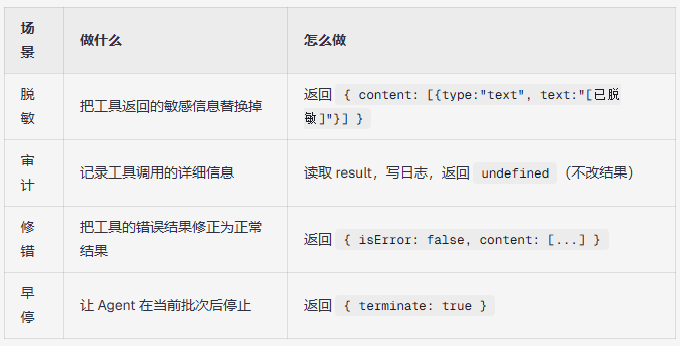 场
景
做什么
怎么做
脱
敏
把工具返回的敏感信息替换掉
返回 { content: [{type:"text", text:"[已脱
敏]"}] }
审
计
记录工具调用的详细信息
读取 result，写日志，返回 undefined（不改结果）
修
错
把工具的错误结果修正为正常
结果
返回 { isError: false, content: [...] }
早
停
让 Agent 在当前批次后停止
返回 { terminate: true }